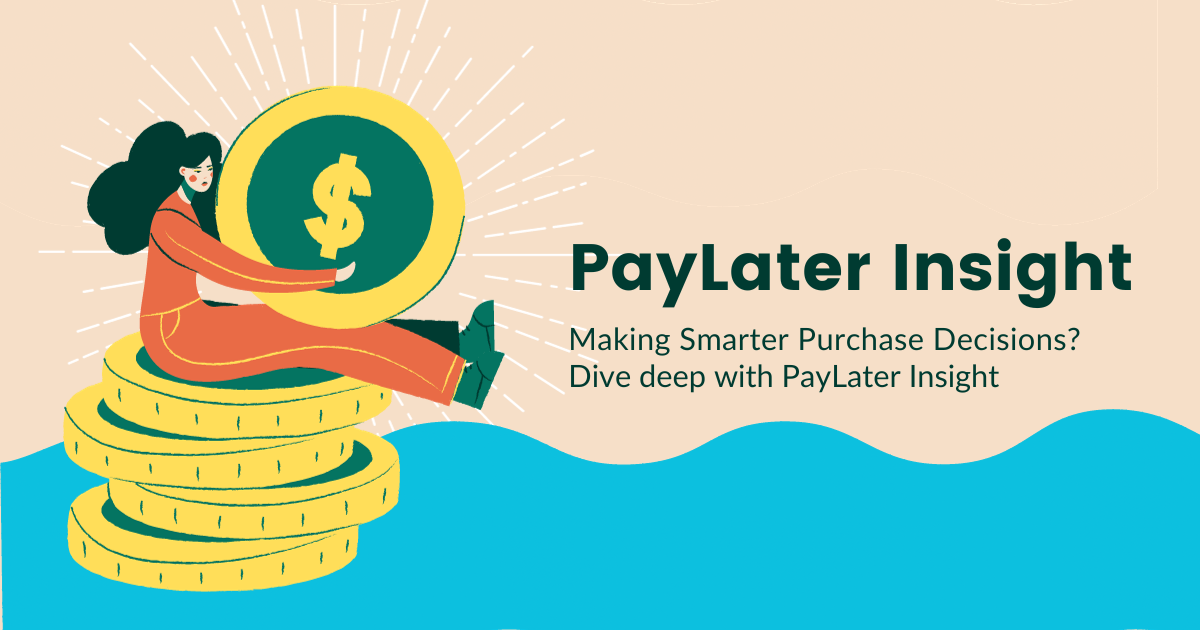 $
PayLater Insight
Making Smarter Purchase Decisions?
Dive deep with PayLater Insight